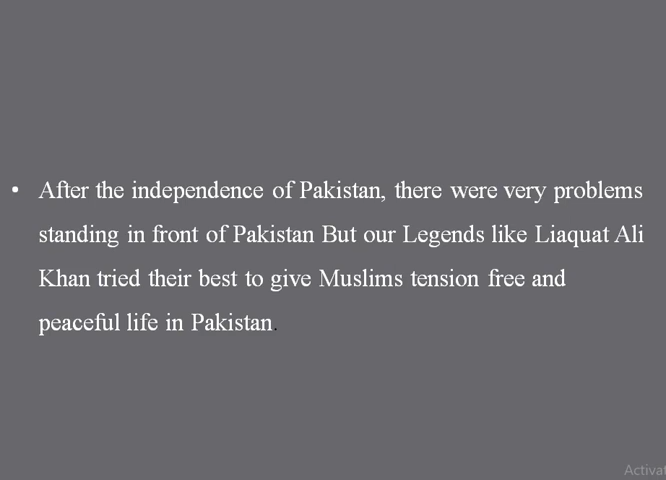 • After the independence of Pakistan, there were very problems
standing in front of Pakistan But our Legends like Liaquat Ali
Khan tried their best to give Muslims tension free and
peaceful life in Pakistan.